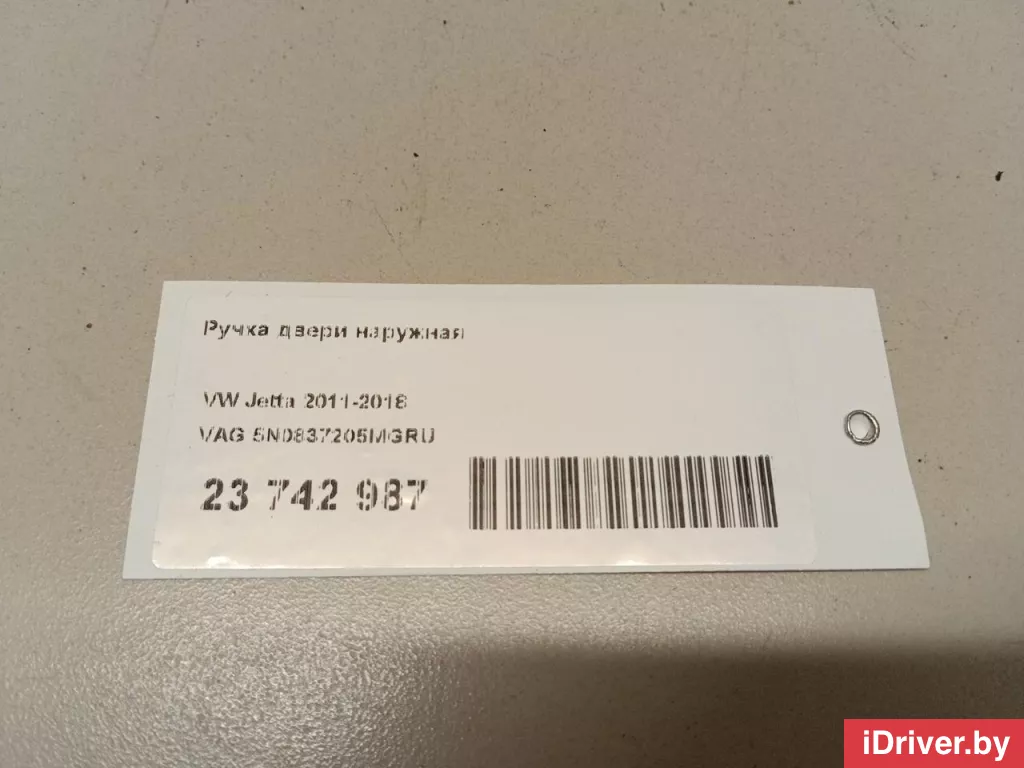 Ручка двери наружная
VW Jetta 2011-2018
VAG 5N0837205MGRU
23 742 987
iDriver.by